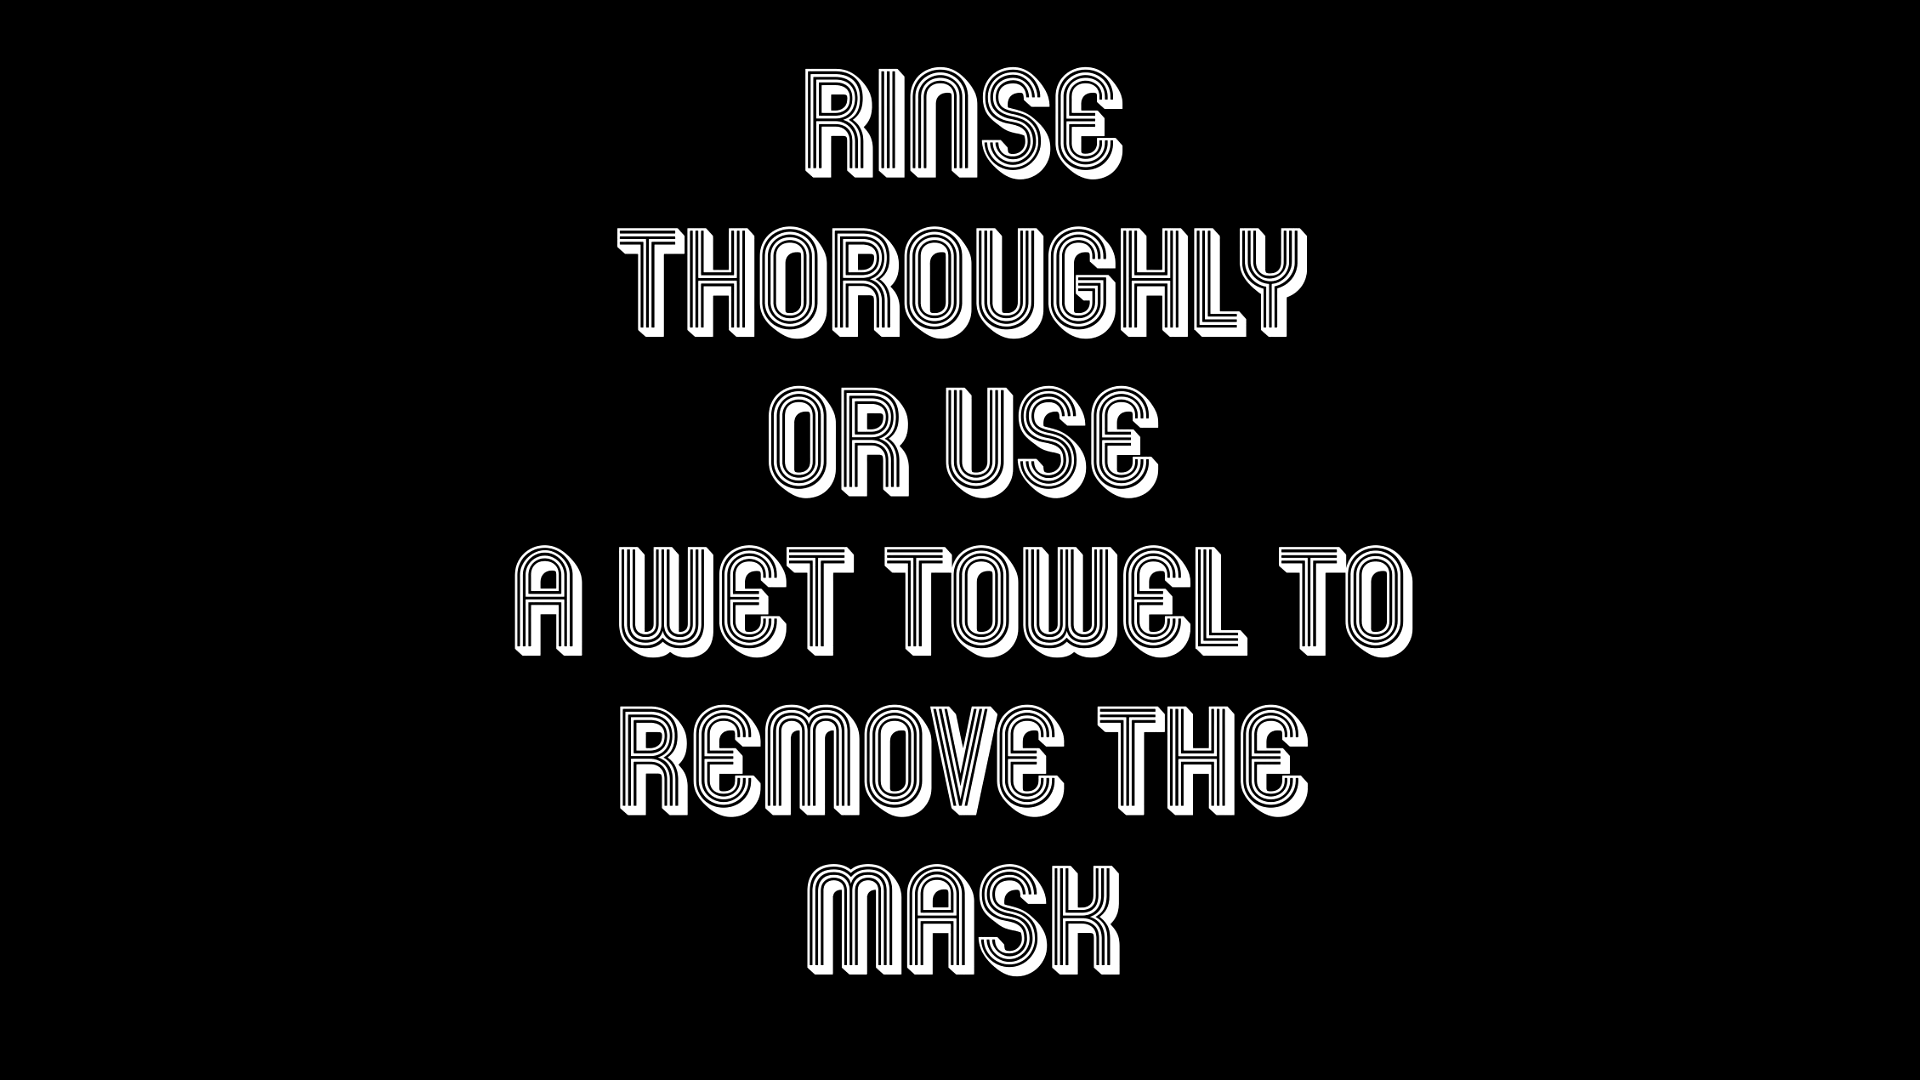 RINSE
THOROUGHLY
OR USE
A WET TOWEL TO
REMOVE THE
MASK